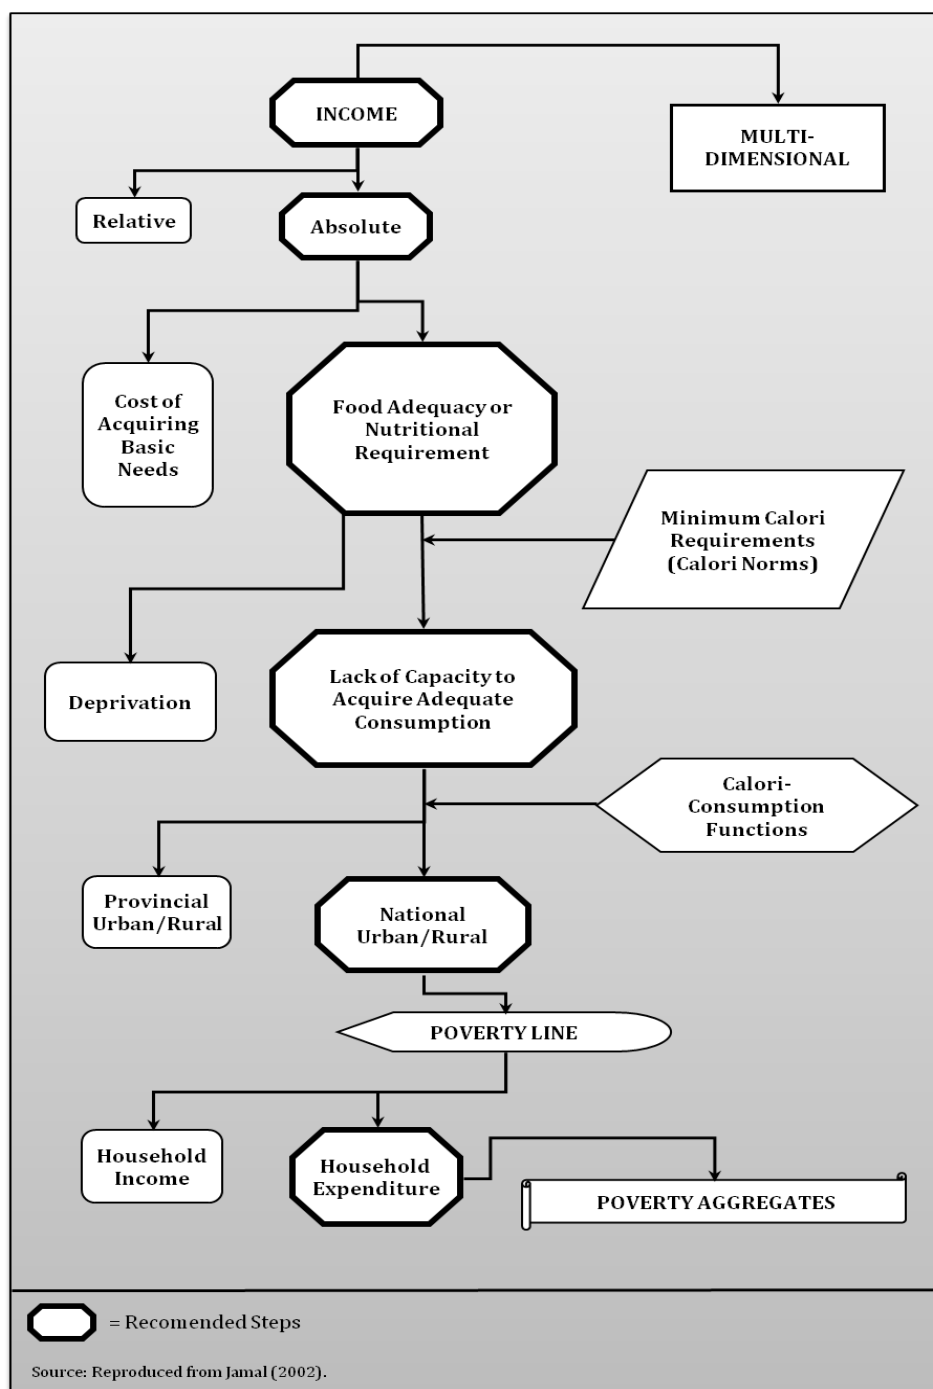 INCOME
MULTI-
DIMENSIONAL
Relative
Absolute
Cost of
Acquiring
Basic
Needs
Food Adequacy or
Nutritional
Requirement
Minimum Calori
Requirements
(Calori Norms)
Deprivation
Lack of Capacity to
Acquire Adequate
Consumption
Calori-
Consumption
Functions
Provincial
Urban/Rural
National
Urban/Rural
POVERTY LINE
Household
Income
Household
Expenditure
POVERTY AGGREGATES
= Recomended Steps
Source: Reproduced from Jamal (2002).